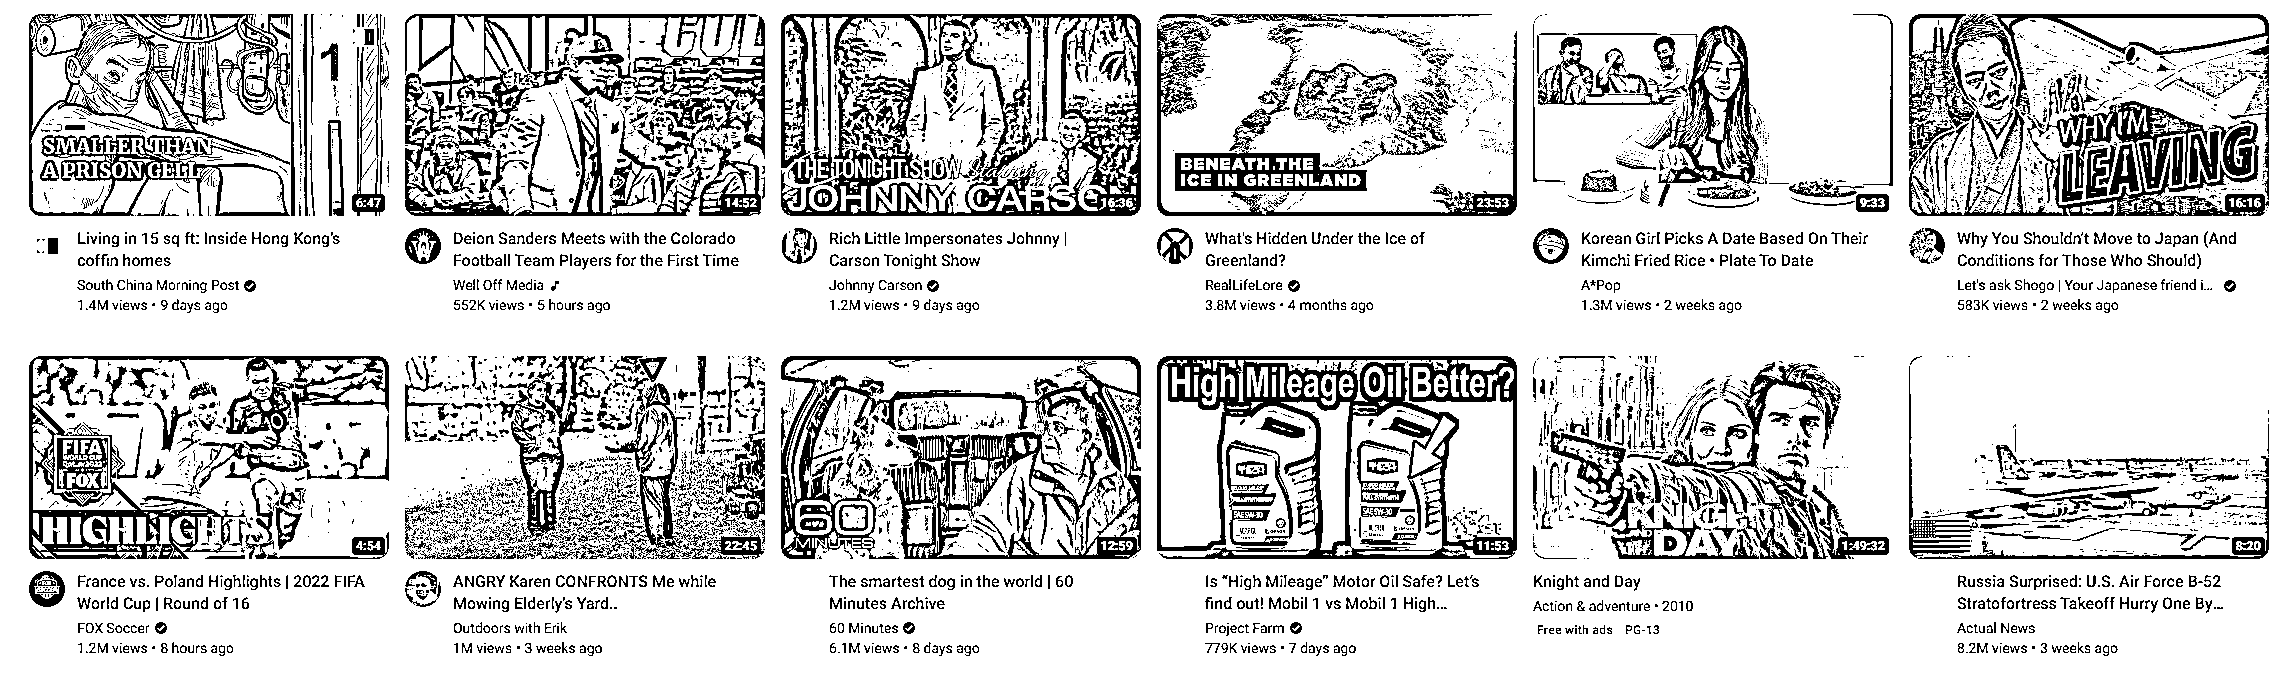 1
SMALLER THAN
A PRISON CELL
6:47
Living in 15 sq ft: Inside Hong Kong's
coffin homes
South China Morning Post
1.4M views • 9 days ago
COL
14:52
Deion Sanders Meets with the Colorado
Football Team Players for the First Time
Well Off Media
552K views • 5 hours ago
THE TONIGHT SHOW Starring
JOHNNY CARSO
16:36
Rich Little Impersonates Johnny |
Carson Tonight Show
Johnny Carson
1.2M views • 9 days ago
BENEATH THE
ICE IN GREENLAND
23:53
What's Hidden Under the Ice of
Greenland?
RealLifeLore
3.8M views • 4 months ago
9:33
Korean Girl Picks A Date Based On Their
Kimchi Fried Rice • Plate To Date
A*Pop
1.3M views • 2 weeks ago
WHY I'M
LEAVING
16:16
Why You Shouldn't Move to Japan (And
Conditions for Those Who Should)
Let's ask Shogo | Your Japanese friend i...
583K views • 2 weeks ago
FIFA
WORLD CUP
FOX
HIGHLIGHTS
4:54
France vs. Poland Highlights | 2022 FIFA
World Cup | Round of 16
FOX Soccer
1.2M views • 8 hours ago
22:45
ANGRY Karen CONFRONTS Me while
Mowing Elderly's Yard..
Outdoors with Erik
1M views • 3 weeks ago
60
MINUTES
12:59
The smartest dog in the world | 60
Minutes Archive
60 Minutes
6.1M views • 8 days ago
High Mileage Oil Better?
11:53
Is “High Mileage” Motor Oil Safe? Let's
find out! Mobil 1 vs Mobil 1 High...
Project Farm
779K views • 7 days ago
KNIGHT
DAY
1:49:32
Knight and Day
Action & adventure • 2010
Free with ads PG-13
8:20
Russia Surprised: U.S. Air Force B-52
Stratofortress Takeoff Hurry One By...
Actual News
8.2M views • 3 weeks ago